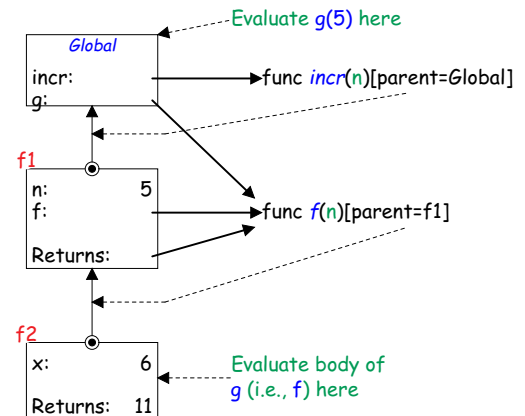 Evaluate g(5) here
Global
incr:
func incr(n)[parent=Global]
g:
f1
n: 5
f:
func f(n)[parent=f1]
Returns:
f2
x: 6
Evaluate body of
g (i.e., f) here
Returns: 11